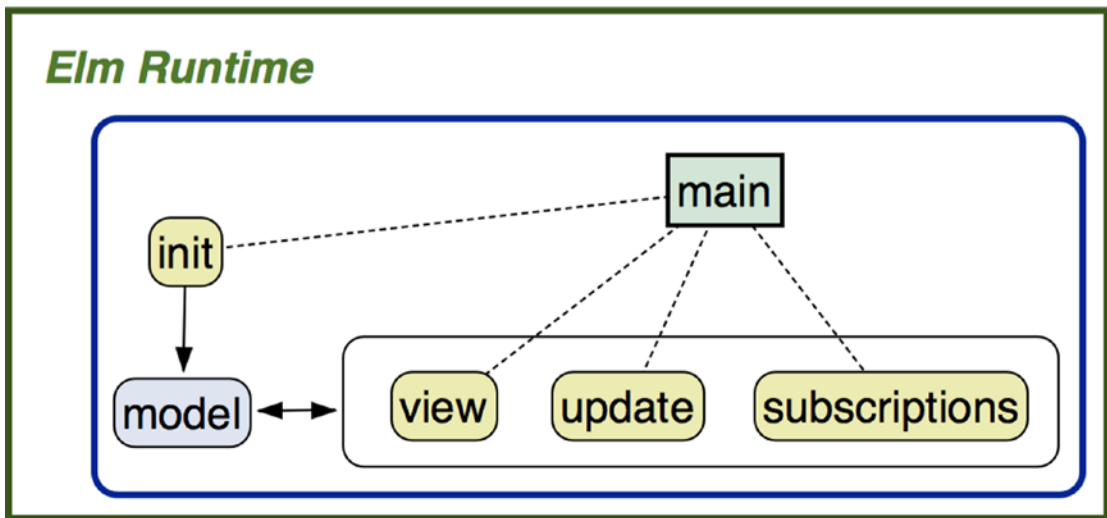 Elm Runtime
main
init
model
view
update
subscriptions